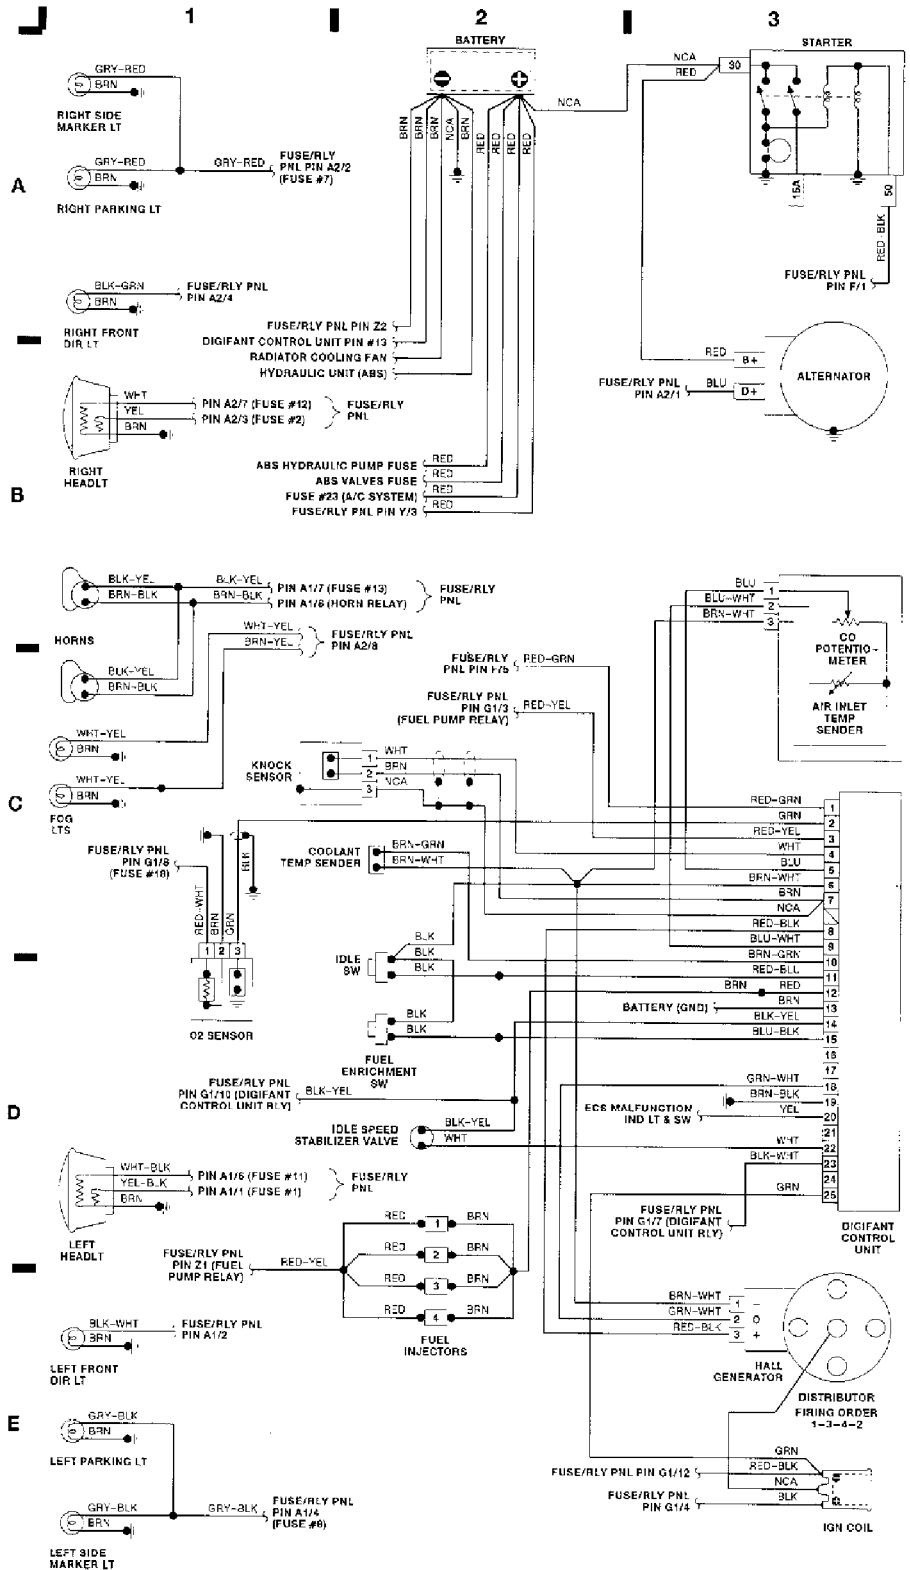 1
2
3
BATTERY
STARTER
GRY-RED
BRN
RIGHT SIDE
MARKER LT
GRY-RED
BRN
RIGHT PARKING LT
GRY-RED
FUSE/RLY
PNL PIN A2/2
(FUSE #7)
A
BLK-GRN
BRN
FUSE/RLY PNL
PIN A2/4
RIGHT FRONT
DIR LT
BRN
BRN
BRN
NCA
BRN
RED
RED
RED
RED
NCA
NCA
RED
30
15A
50
RED-BLK
FUSE/RLY PNL
PIN F/1
FUSE/RLY PNL PIN Z2
DIGIFANT CONTROL UNIT PIN #13
RADIATOR COOLING FAN
HYDRAULIC UNIT (ABS)
RED
B+
FUSE/RLY PNL
PIN A2/1
BLU
D+
ALTERNATOR
WHT
YEL
BRN
PIN A2/7 (FUSE #12)
PIN A2/3 (FUSE #2)
FUSE/RLY
PNL
RIGHT
HEADLT
B
ABS HYDRAULIC PUMP FUSE
RED
ABS VALVES FUSE
RED
FUSE #23 (A/C SYSTEM)
RED
FUSE/RLY PNL PIN Y/3
RED
BLK-YEL
BRN-BLK
BLK-YEL
BRN-BLK
PIN A1/7 (FUSE #13)
PIN A1/8 (HORN RELAY)
FUSE/RLY
PNL
HORNS
WHT-YEL
BRN-YEL
FUSE/RLY PNL
PIN A2/8
BLK-YEL
BRN-BLK
WHT-YEL
BRN
WHT-YEL
BRN
FOG
LTS
C
BLU
1
BLU-WHT
2
BRN-WHT
3
CO
POTENTIO-
METER
AIR INLET
TEMP
SENDER
FUSE/RLY
PNL PIN F/5
RED-GRN
FUSE/RLY PNL
PIN G1/3
(FUEL PUMP RELAY)
RED-YEL
KNOCK
SENSOR
1
WHT
2
BRN
3
NCA
FUSE/RLY PNL
PIN G1/8
(FUSE #18)
BLK
RED-WHT
BRN
GRN
1 2 3
O2 SENSOR
COOLANT
TEMP SENDER
BRN-GRN
BRN-WHT
IDLE
SW
BLK
BLK
BLK
BLK
BLK
FUEL
ENRICHMENT
SW
RED-GRN 1
GRN 2
RED-YEL 3
WHT 4
BLU 5
BRN-WHT 6
BRN 7
NCA
RED-BLK 8
BLU-WHT 9
BRN-GRN 10
RED-BLU 11
BRN RED 12
BATTERY (GND) BRN 13
BLK-YEL 14
BLU-BLK 15
16
17
GRN-WHT 18
BRN-BLK 19
ECS MALFUNCTION
IND LT & SW
YEL 20
21
WHT 22
BLK-WHT 23
24
GRN 25
DIGIFANT
CONTROL
UNIT
FUSE/RLY PNL
PIN G1/10 (DIGIFANT
CONTROL UNIT RLY)
BLK-YEL
D
IDLE SPEED
STABILIZER VALVE
BLK-YEL
WHT
WHT-BLK
YEL-BLK
BRN
PIN A1/6 (FUSE #11)
PIN A1/1 (FUSE #1)
FUSE/RLY
PNL
LEFT
HEADLT
FUSE/RLY PNL
PIN G1/7 (DIGIFANT
CONTROL UNIT RLY)
FUSE/RLY PNL
PIN Z1 (FUEL
PUMP RELAY)
RED-YEL
RED 1 BRN
RED 2 BRN
RED 3 BRN
RED 4 BRN
FUEL
INJECTORS
BRN-WHT 1 −
GRN-WHT 2 O
RED-BLK 3 +
HALL
GENERATOR
DISTRIBUTOR
FIRING ORDER
1-3-4-2
BLK-WHT
BRN
FUSE/RLY PNL
PIN A1/2
LEFT FRONT
DIR LT
E
GRY-BLK
BRN
LEFT PARKING LT
GRY-BLK
BRN
GRY-BLK
FUSE/RLY PNL
PIN A1/4
(FUSE #8)
LEFT SIDE
MARKER LT
GRN
FUSE/RLY PNL PIN G1/12
RED-BLK
NCA
FUSE/RLY PNL
PIN G1/4
BLK
IGN COIL